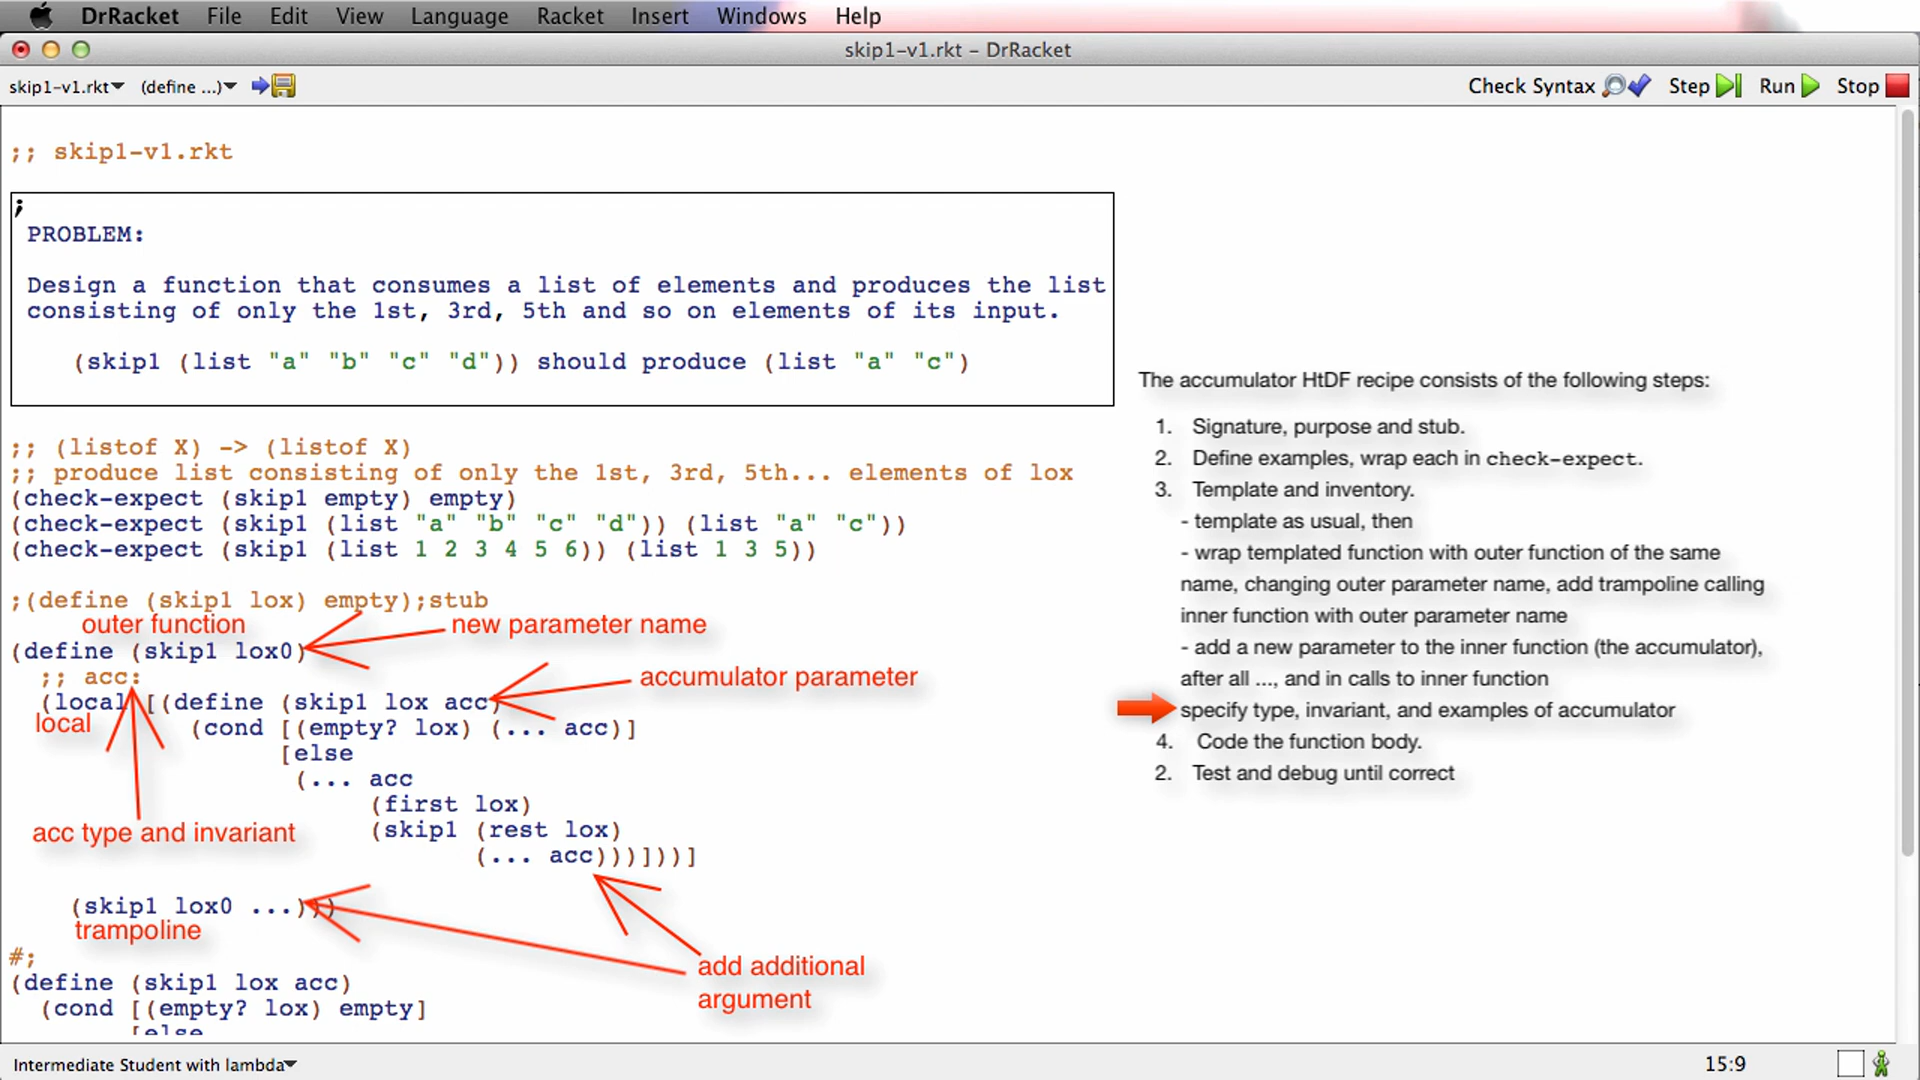 DrRacket File Edit View Language Racket Insert Windows Help
skip1-v1.rkt – DrRacket
skip1-v1.rkt (define ...) Check Syntax Step Run Stop
;; skip1-v1.rkt
;
PROBLEM:
Design a function that consumes a list of elements and produces the list
consisting of only the 1st, 3rd, 5th and so on elements of its input.
(skip1 (list "a" "b" "c" "d")) should produce (list "a" "c")
;; (listof X) -> (listof X)
;; produce list consisting of only the 1st, 3rd, 5th... elements of lox
(check-expect (skip1 empty) empty)
(check-expect (skip1 (list "a" "b" "c" "d")) (list "a" "c"))
(check-expect (skip1 (list 1 2 3 4 5 6)) (list 1 3 5))
;(define (skip1 lox) empty);stub
outer function
new parameter name
(define (skip1 lox0)
;; acc:
accumulator parameter
(local [(define (skip1 lox acc)
local
(cond [(empty? lox) (... acc)]
[else
(... acc
(first lox)
(skip1 (rest lox)
acc type and invariant
(... acc)))]))]
(skip1 lox0 ...)))
trampoline
add additional
argument
#;
(define (skip1 lox acc)
(cond [(empty? lox) empty]
[else
The accumulator HtDF recipe consists of the following steps:
1. Signature, purpose and stub.
2. Define examples, wrap each in check-expect.
3. Template and inventory.
- template as usual, then
- wrap templated function with outer function of the same
name, changing outer parameter name, add trampoline calling
inner function with outer parameter name
- add a new parameter to the inner function (the accumulator),
after all ..., and in calls to inner function
specify type, invariant, and examples of accumulator
4. Code the function body.
2. Test and debug until correct
Intermediate Student with lambda 15:9